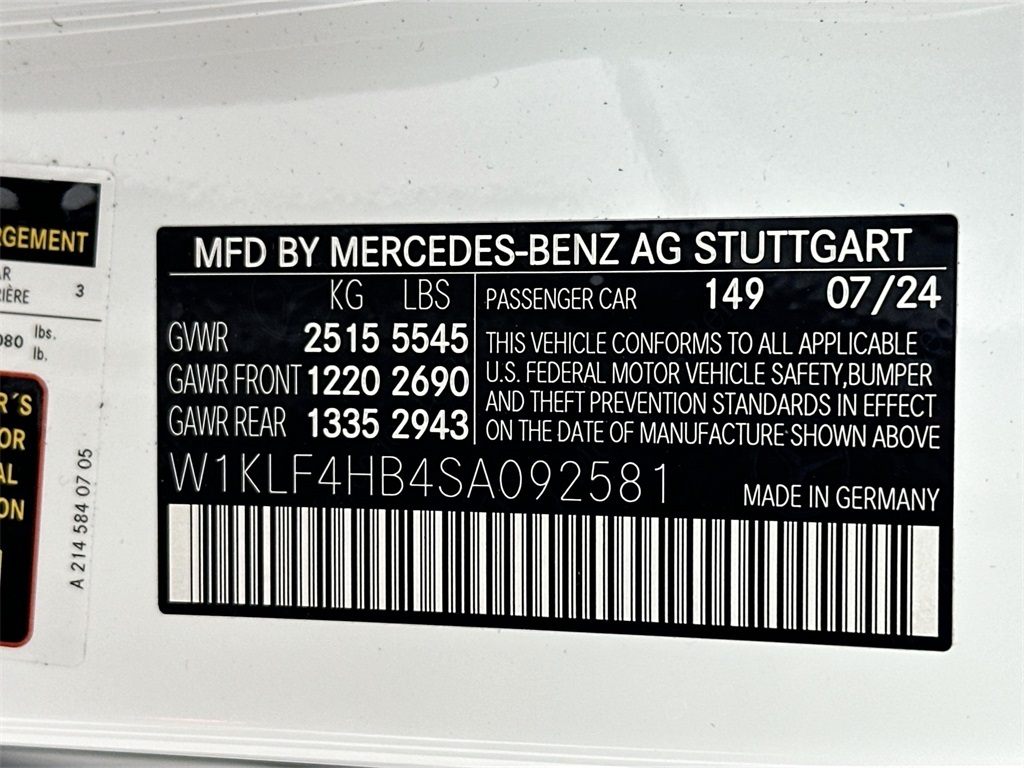 RGEMENT
3
080 lbs.
lb.
R´S
OR
ON
A 214 584 07 05
MFD BY MERCEDES-BENZ AG STUTTGART
KG LBS
GVWR 2515 5545
GAWR FRONT 1220 2690
GAWR REAR 1335 2943
PASSENGER CAR 149 07/24
THIS VEHICLE CONFORMS TO ALL APPLICABLE
U.S. FEDERAL MOTOR VEHICLE SAFETY,BUMPER
AND THEFT PREVENTION STANDARDS IN EFFECT
ON THE DATE OF MANUFACTURE SHOWN ABOVE
W1KLF4HB4SA092581
MADE IN GERMANY